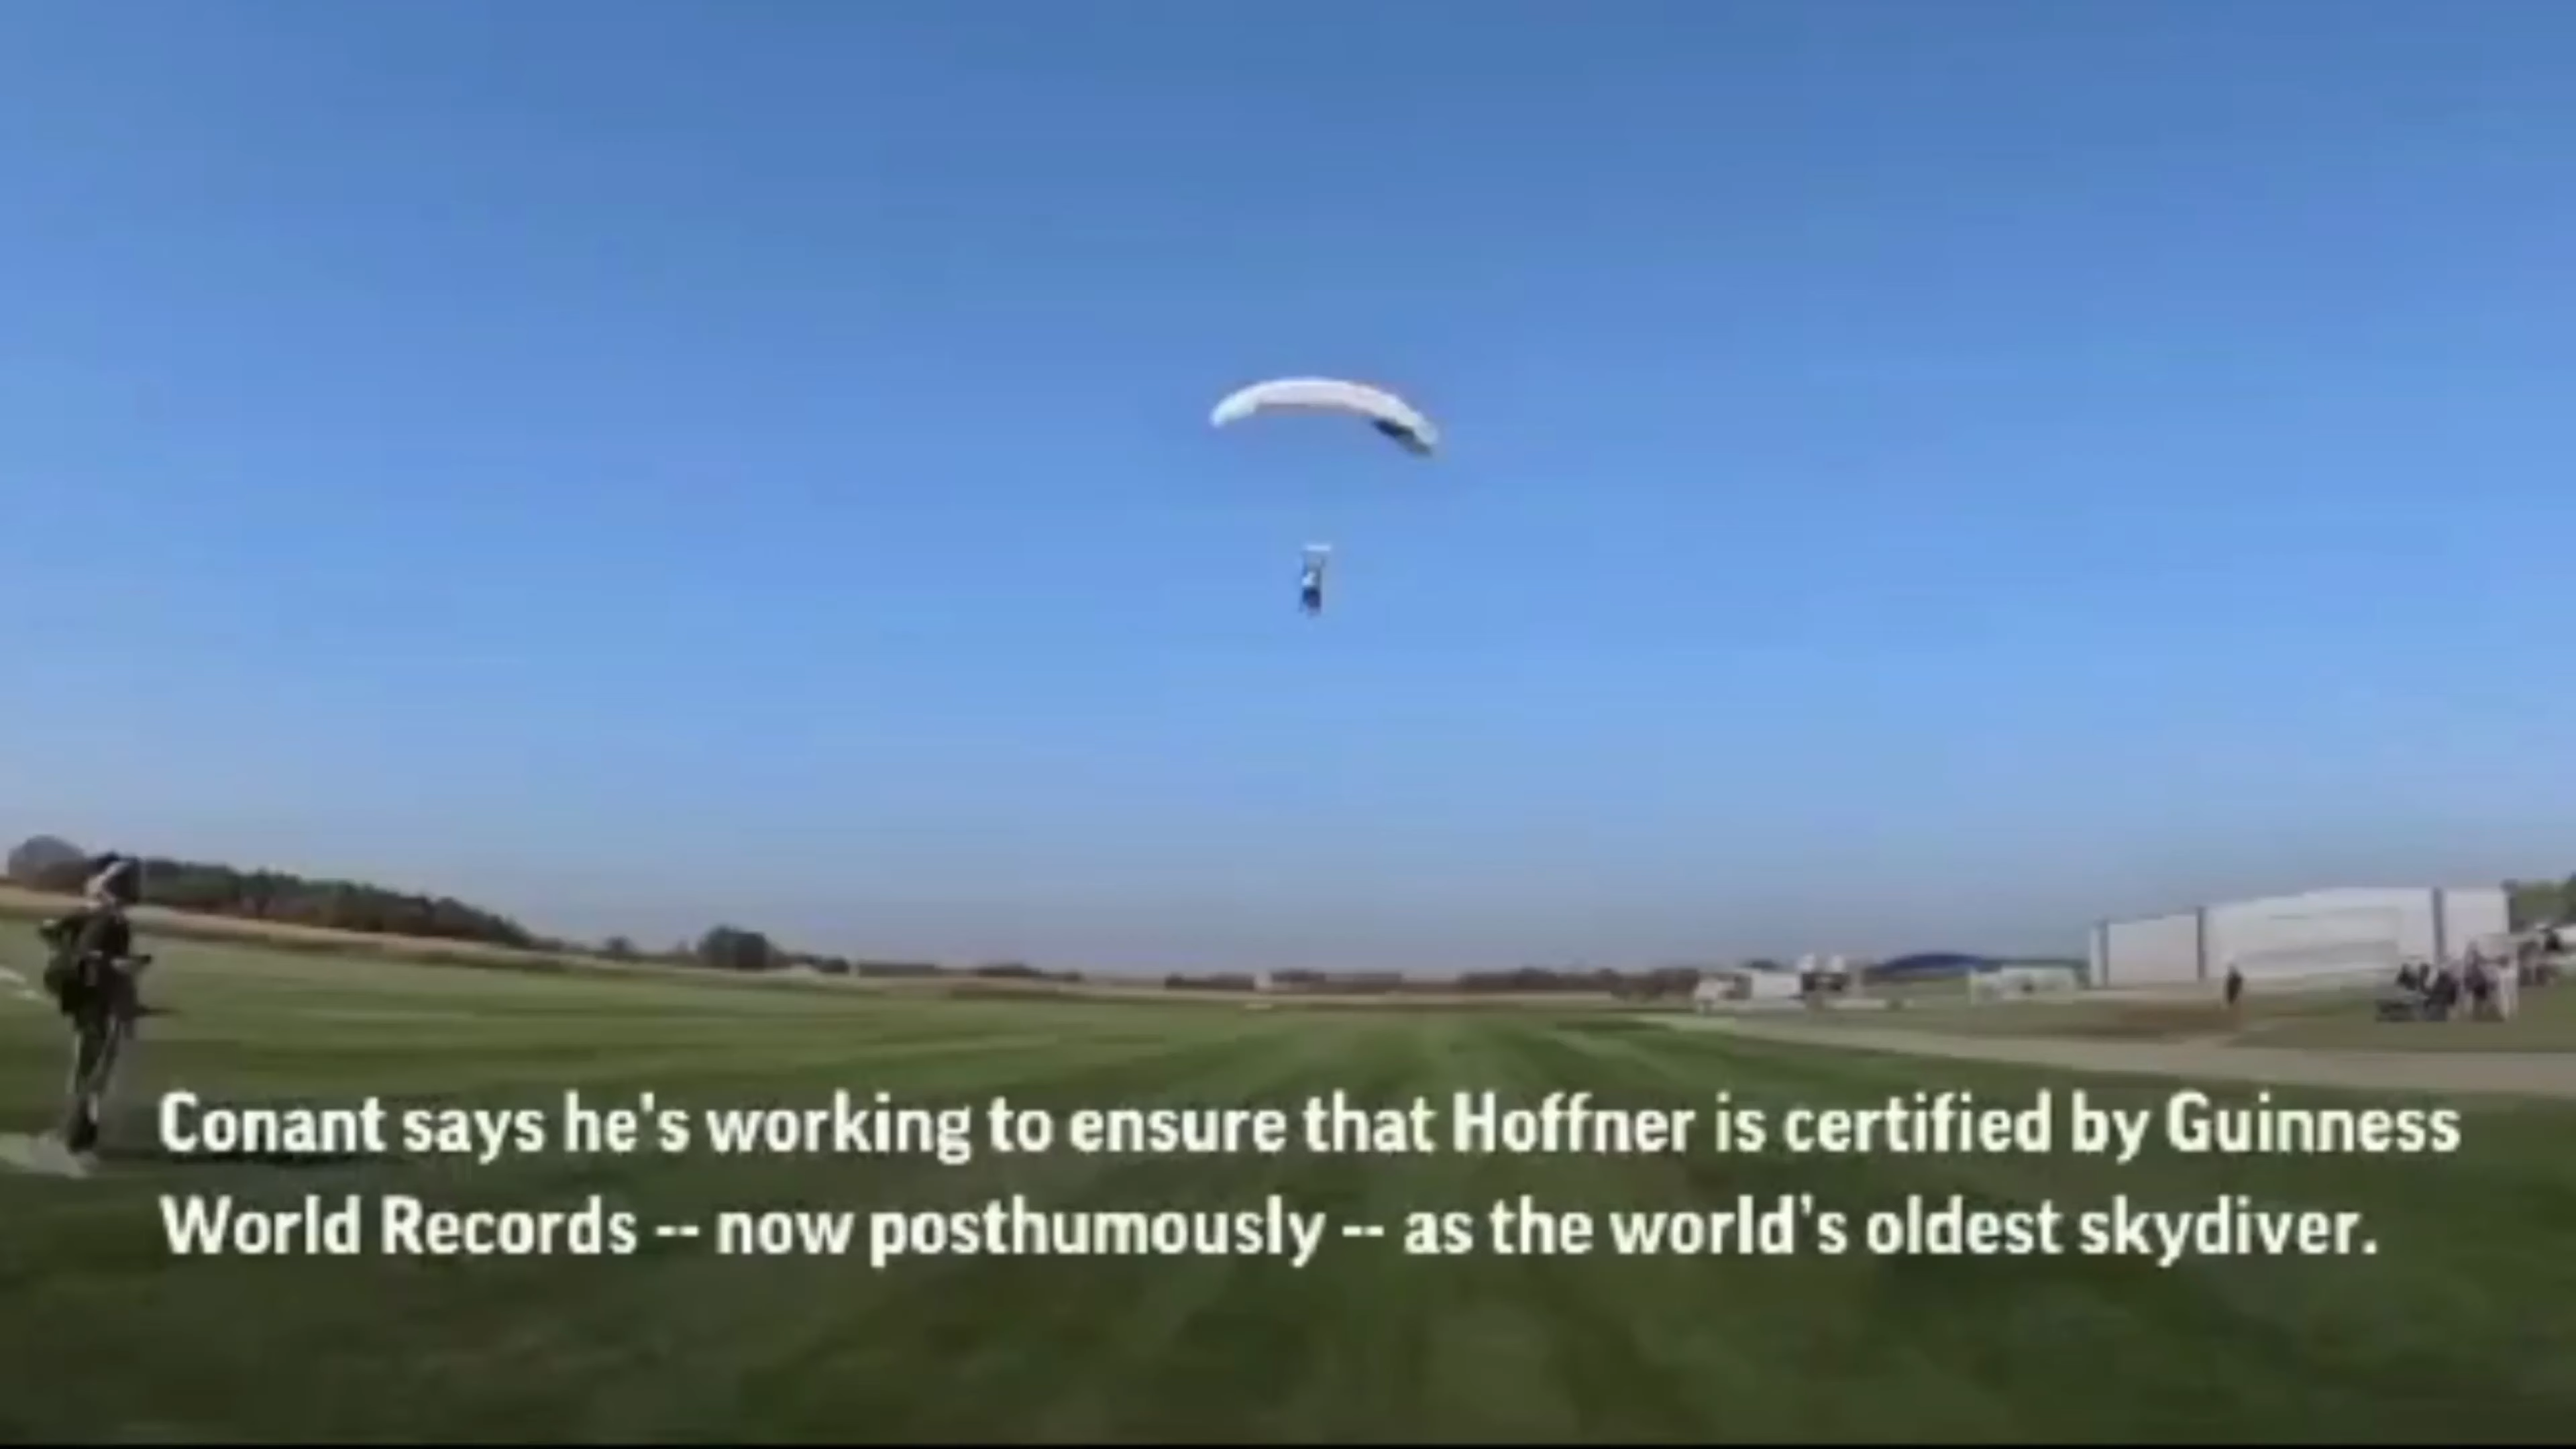 Conant says he's working to ensure that Hoffner is certified by Guinness
World Records -- now posthumously -- as the world's oldest skydiver.